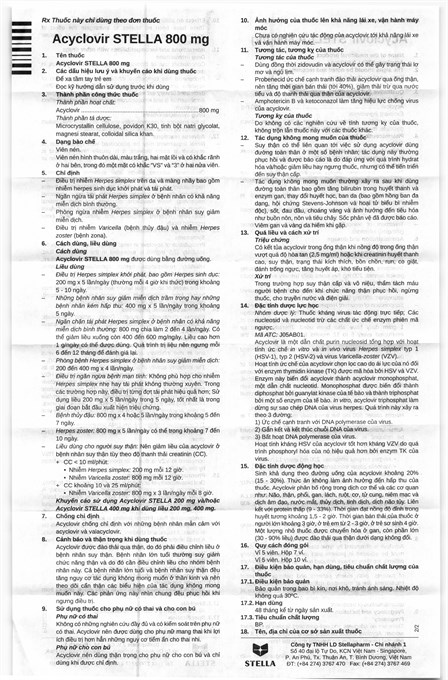 Rx Thuốc này chỉ dùng theo đơn thuốc
Acyclovir STELLA 800 mg
1. Tên thuốc
Acyclovir STELLA 800 mg
2. Các dấu hiệu lưu ý và khuyến cáo khi dùng thuốc
Để xa tầm tay trẻ em
Đọc kỹ hướng dẫn sử dụng trước khi dùng
3. Thành phần công thức thuốc
Thành phần hoạt chất:
Acyclovir 800 mg
Thành phần tá dược:
Microcrystallin cellulose, povidon K30, tinh bột natri glycolat,
magnesi stearat, colloidal silica khan.
4. Dạng bào chế
Viên nén.
Viên nén hình thuôn dài, màu trắng, hai mặt lồi và có khắc rãnh
ở hai bên, trong đó một mặt có khắc "VS" và "3" ở hai nửa viên.
5. Chỉ định
– Điều trị nhiễm Herpes simplex trên da và màng nhầy bao gồm
nhiễm herpes sinh dục khởi phát và tái phát.
– Ngăn ngừa tái phát Herpes simplex ở bệnh nhân có khả năng
miễn dịch bình thường.
– Phòng ngừa nhiễm Herpes simplex ở bệnh nhân suy giảm
miễn dịch.
– Điều trị nhiễm Varicella (bệnh thủy đậu) và nhiễm Herpes
zoster (bệnh zona).
6. Cách dùng, liều dùng
Cách dùng
Acyclovir STELLA 800 mg được dùng bằng đường uống.
Liều dùng
– Điều trị Herpes simplex khởi phát, bao gồm Herpes sinh dục:
200 mg x 5 lần/ngày (thường mỗi 4 giờ khi thức) trong khoảng
5 - 10 ngày.
– Những bệnh nhân suy giảm miễn dịch trầm trọng hay những
bệnh nhân kém hấp thu: 400 mg x 5 lần/ngày trong khoảng
5 ngày.
– Ngăn chặn tái phát Herpes simplex ở bệnh nhân có khả năng
miễn dịch bình thường: 800 mg chia làm 2 đến 4 lần/ngày. Có
thể giảm liều xuống còn 400 đến 600 mg/ngày. Liều cao hơn
1 g/ngày có thể được dùng. Quá trình trị liệu nên ngưng mỗi
6 đến 12 tháng để đánh giá lại.
– Phòng bệnh Herpes simplex ở bệnh nhân suy giảm miễn dịch:
200 đến 400 mg x 4 lần/ngày.
– Điều trị ngăn ngừa bệnh mạn tính: Không phù hợp cho nhiễm
Herpes simplex nhẹ hay tái phát không thường xuyên. Trong
các trường hợp này, điều trị từng đợt tái phát hiệu quả hơn; Sử
dụng liều 200 mg x 5 lần/ngày trong 5 ngày, tốt nhất là trong
giai đoạn bắt đầu xuất hiện triệu chứng.
– Bệnh thủy đậu: 800 mg x 4 hoặc 5 lần/ngày trong khoảng 5 đến
7 ngày.
– Herpes zoster: 800 mg x 5 lần/ngày có thể trong khoảng 7 đến
10 ngày.
– Liều dùng cho người suy thận: Nên giảm liều của acyclovir ở
bệnh nhân suy thận tùy theo độ thanh thải creatinin (CC):
• CC < 10 ml/phút:
• Nhiễm Herpes simplex: 200 mg mỗi 12 giờ.
• Nhiễm Varicella zoster: 800 mg mỗi 12 giờ.
• CC khoảng 10 và 25 ml/phút:
• Nhiễm Varicella zoster: 800 mg x 3 lần/ngày mỗi 8 giờ.
Khuyến cáo sử dụng Acyclovir STELLA 200 mg và/hoặc
Acyclovir STELLA 400 mg khi dùng liều 200 mg, 400 mg.
7. Chống chỉ định
Acyclovir chống chỉ định với những bệnh nhân mẫn cảm với
acyclovir và valacyclovir.
8. Cảnh báo và thận trọng khi dùng thuốc
Acyclovir được đào thải qua thận, do đó phải điều chỉnh liều ở
bệnh nhân suy thận. Bệnh nhân lớn tuổi thường suy giảm
chức năng thận và do đó cần điều chỉnh liều cho nhóm bệnh
nhân này. Cả bệnh nhân lớn tuổi và bệnh nhân suy thận đều
tăng nguy cơ tác dụng không mong muốn ở thần kinh và nên
theo dõi cẩn thận các biểu hiện của tác dụng không mong
muốn này. Các phản ứng này nhìn chung đều phục hồi khi
ngưng điều trị.
9. Sử dụng thuốc cho phụ nữ có thai và cho con bú
Phụ nữ có thai
Không có những nghiên cứu đầy đủ và có kiểm soát trên phụ nữ
có thai. Acyclovir nên được dùng cho phụ nữ mang thai khi lợi
ích điều trị hơn hẳn những nguy cơ tiềm ẩn cho thai nhi.
Phụ nữ cho con bú
Acyclovir nên dùng thận trọng cho phụ nữ cho con bú và chỉ
dùng khi được chỉ định.
10. Ảnh hưởng của thuốc lên khả năng lái xe, vận hành máy
móc
Chưa có nghiên cứu tác động của acyclovir tới khả năng lái xe
và vận hành máy móc.
11. Tương tác, tương kỵ của thuốc
Tương tác của thuốc
– Dùng đồng thời zidovudin và acyclovir có thể gây trạng thái lơ
mơ và ngủ lịm.
– Probenecid ức chế cạnh tranh đào thải acyclovir qua ống thận,
nên tăng thời gian bán thải (tới 40%), giảm thải trừ qua nước
tiểu và độ thanh thải qua thận của acyclovir.
– Amphotericin B và ketoconazol làm tăng hiệu lực chống virus
của acyclovir.
Tương kỵ của thuốc
Do không có các nghiên cứu về tính tương kỵ của thuốc,
không trộn lẫn thuốc này với các thuốc khác.
12. Tác dụng không mong muốn của thuốc
– Suy thận có thể liên quan tới việc sử dụng acyclovir dùng
đường toàn thân ở một số bệnh nhân; tác dụng này thường
phục hồi và được báo cáo là do đáp ứng với quá trình hydrat
hóa và/hoặc giảm liều hay ngưng thuốc, nhưng có thể tiến triển
đến suy thận cấp.
– Tác dụng không mong muốn thường xảy ra sau khi dùng
đường toàn thân bao gồm tăng bilirubin trong huyết thanh và
enzym gan, thay đổi huyết học, ban da (bao gồm hồng ban đa
dạng, hội chứng Stevens-Johnson và hoại tử biểu bì nhiễm
độc), sốt, đau đầu, choáng váng và ảnh hưởng đến tiêu hóa
như buồn nôn, nôn và tiêu chảy. Sốc phản vệ đã được báo cáo.
Viêm gan và vàng da hiếm khi gặp.
13. Quá liều và cách xử trí
Triệu chứng
Có kết tủa acyclovir trong ống thận khi nồng độ trong ống thận
vượt quá độ hòa tan (2,5 mg/ml) hoặc khi creatinin huyết thanh
cao, suy thận, trạng thái kích thích, bồn chồn, run, co giật,
đánh trống ngực, tăng huyết áp, khó tiểu tiện.
Xử trí
Trong trường hợp suy thận cấp và vô niệu, thẩm tách máu
người bệnh cho đến khi chức năng thận phục hồi, ngừng
thuốc, cho truyền nước và điện giải.
14. Đặc tính dược lực học
Nhóm dược lý: Thuốc kháng virus tác động trực tiếp. Các
nucleosid và nucleotid trừ các chất ức chế enzym phiên mã
ngược.
Mã ATC: J05AB01.
Acyclovir là một dẫn chất purin nucleosid tổng hợp với hoạt
tính ức chế in vitro và in vivo virus Herpes simplex typ 1
(HSV-1), typ 2 (HSV-2) và virus Varicella-zoster (VZV).
Hoạt tính ức chế của acyclovir chọn lọc cao do ái lực của nó đối
với enzym thymidin kinase (TK) được mã hóa bởi HSV và VZV.
Enzym này biến đổi acyclovir thành acyclovir monophosphat,
một dẫn chất nucleotid. Monophosphat được biến đổi thành
diphosphat bởi guanylat kinase của tế bào và thành triphosphat
bởi một số enzym của tế bào. In vitro, acyclovir triphosphat làm
dừng sự sao chép DNA của virus herpes. Quá trình này xảy ra
theo 3 đường:
1) Ức chế cạnh tranh với DNA polymerase của virus.
2) Gắn kết và kết thúc chuỗi DNA của virus.
3) Bất hoạt DNA polymerase của virus.
Hoạt tính kháng HSV của acyclovir tốt hơn kháng VZV do quá
trình phosphoryl hóa của nó hiệu quả hơn bởi enzym TK của
virus.
15. Đặc tính dược động học
Sinh khả dụng theo đường uống của acyclovir khoảng 20%
(15 - 30%). Thức ăn không làm ảnh hưởng đến hấp thu của
thuốc. Acyclovir phân bố rộng trong dịch cơ thể và các cơ quan
như: Não, thận, phổi, gan, lách, ruột, cơ, tử cung, niêm mạc và
dịch âm đạo, nước mắt, thủy dịch, tinh dịch, dịch não tủy. Liên
kết với protein thấp (9 - 33%). Thời gian đạt nồng độ đỉnh trong
huyết tương khoảng 1,5 - 2 giờ. Thời gian bán thải của thuốc ở
người lớn khoảng 3 giờ, ở trẻ em từ 2 - 3 giờ, ở trẻ sơ sinh 4 giờ.
Một lượng nhỏ thuốc được chuyển hóa ở gan, còn phần lớn
(30 - 90% liều) được đào thải qua thận dưới dạng không đổi.
16. Quy cách đóng gói
Vỉ 5 viên. Hộp 7 vỉ.
Vỉ 5 viên. Hộp 10 vỉ.
17. Điều kiện bảo quản, hạn dùng, tiêu chuẩn chất lượng của
thuốc
17.1. Điều kiện bảo quản
Bảo quản trong bao bì kín, nơi khô, tránh ánh sáng. Nhiệt độ
không quá 30ºC.
17.2. Hạn dùng
48 tháng kể từ ngày sản xuất.
17.3. Tiêu chuẩn chất lượng
BP.
18. Tên, địa chỉ của cơ sở sản xuất thuốc
Công ty TNHH LD Stellapharm - Chi nhánh 1
Số 40 đại lộ Tự Do, KCN Việt Nam - Singapore,
P. An Phú, Tp. Thuận An, T. Bình Dương, Việt Nam
ĐT: (+84 274) 3767 470 Fax: (+84 274) 3767 469
STELLA
2/2